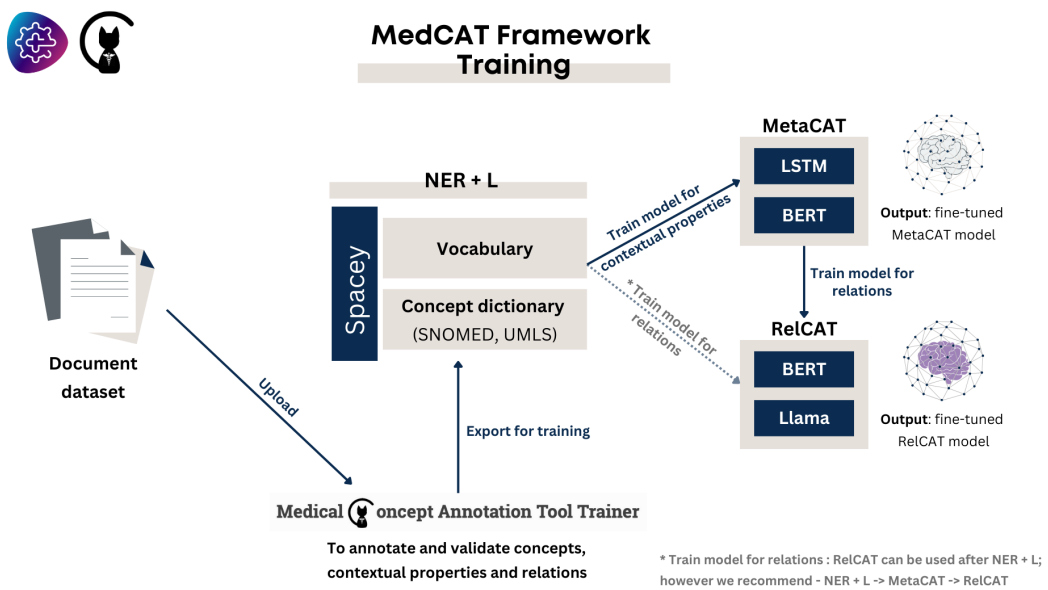 MedCAT Framework
Training
MetaCAT
LSTM
BERT
Output: fine-tuned
MetaCAT model
NER + L
Spacey
Vocabulary
Concept dictionary
(SNOMED, UMLS)
Train model for
contextual properties
* Train model for
relations
Train model for
relations
RelCAT
BERT
Llama
Output: fine-tuned
RelCAT model
Document
dataset
Upload
Export for training
Medical Concept Annotation Tool Trainer
To annotate and validate concepts,
contextual properties and relations
* Train model for relations : RelCAT can be used after NER + L;
however we recommend - NER + L -> MetaCAT -> RelCAT